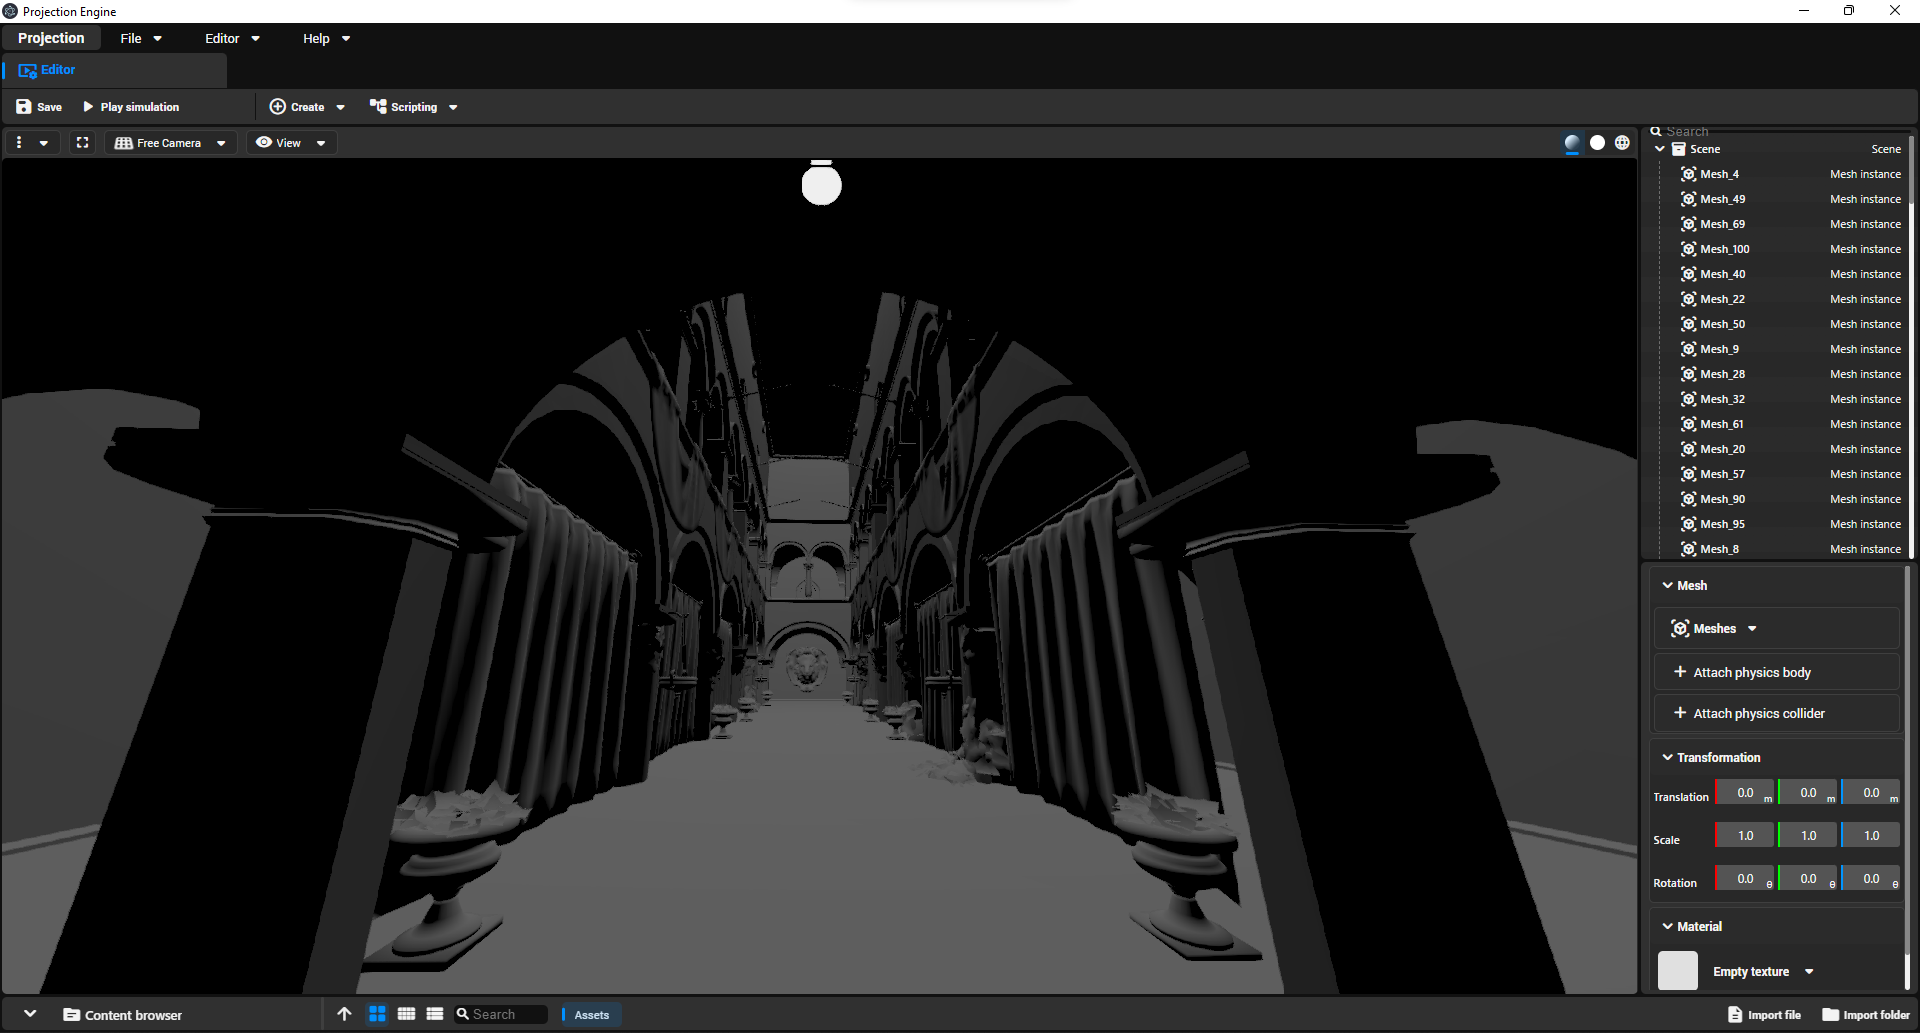 Projection Engine
Projection File Editor Help
Editor
Save Play simulation Create Scripting
Free Camera View
Search
Scene Scene
Mesh_4 Mesh instance
Mesh_49 Mesh instance
Mesh_69 Mesh instance
Mesh_100 Mesh instance
Mesh_40 Mesh instance
Mesh_22 Mesh instance
Mesh_50 Mesh instance
Mesh_9 Mesh instance
Mesh_28 Mesh instance
Mesh_32 Mesh instance
Mesh_61 Mesh instance
Mesh_20 Mesh instance
Mesh_57 Mesh instance
Mesh_90 Mesh instance
Mesh_95 Mesh instance
Mesh_8 Mesh instance
Mesh
Meshes
+ Attach physics body
+ Attach physics collider
Transformation
Translation 0.0 m 0.0 m 0.0 m
Scale 1.0 1.0 1.0
Rotation 0.0 θ 0.0 θ 0.0 θ
Material
Empty texture
Content browser Search Assets Import file Import folder